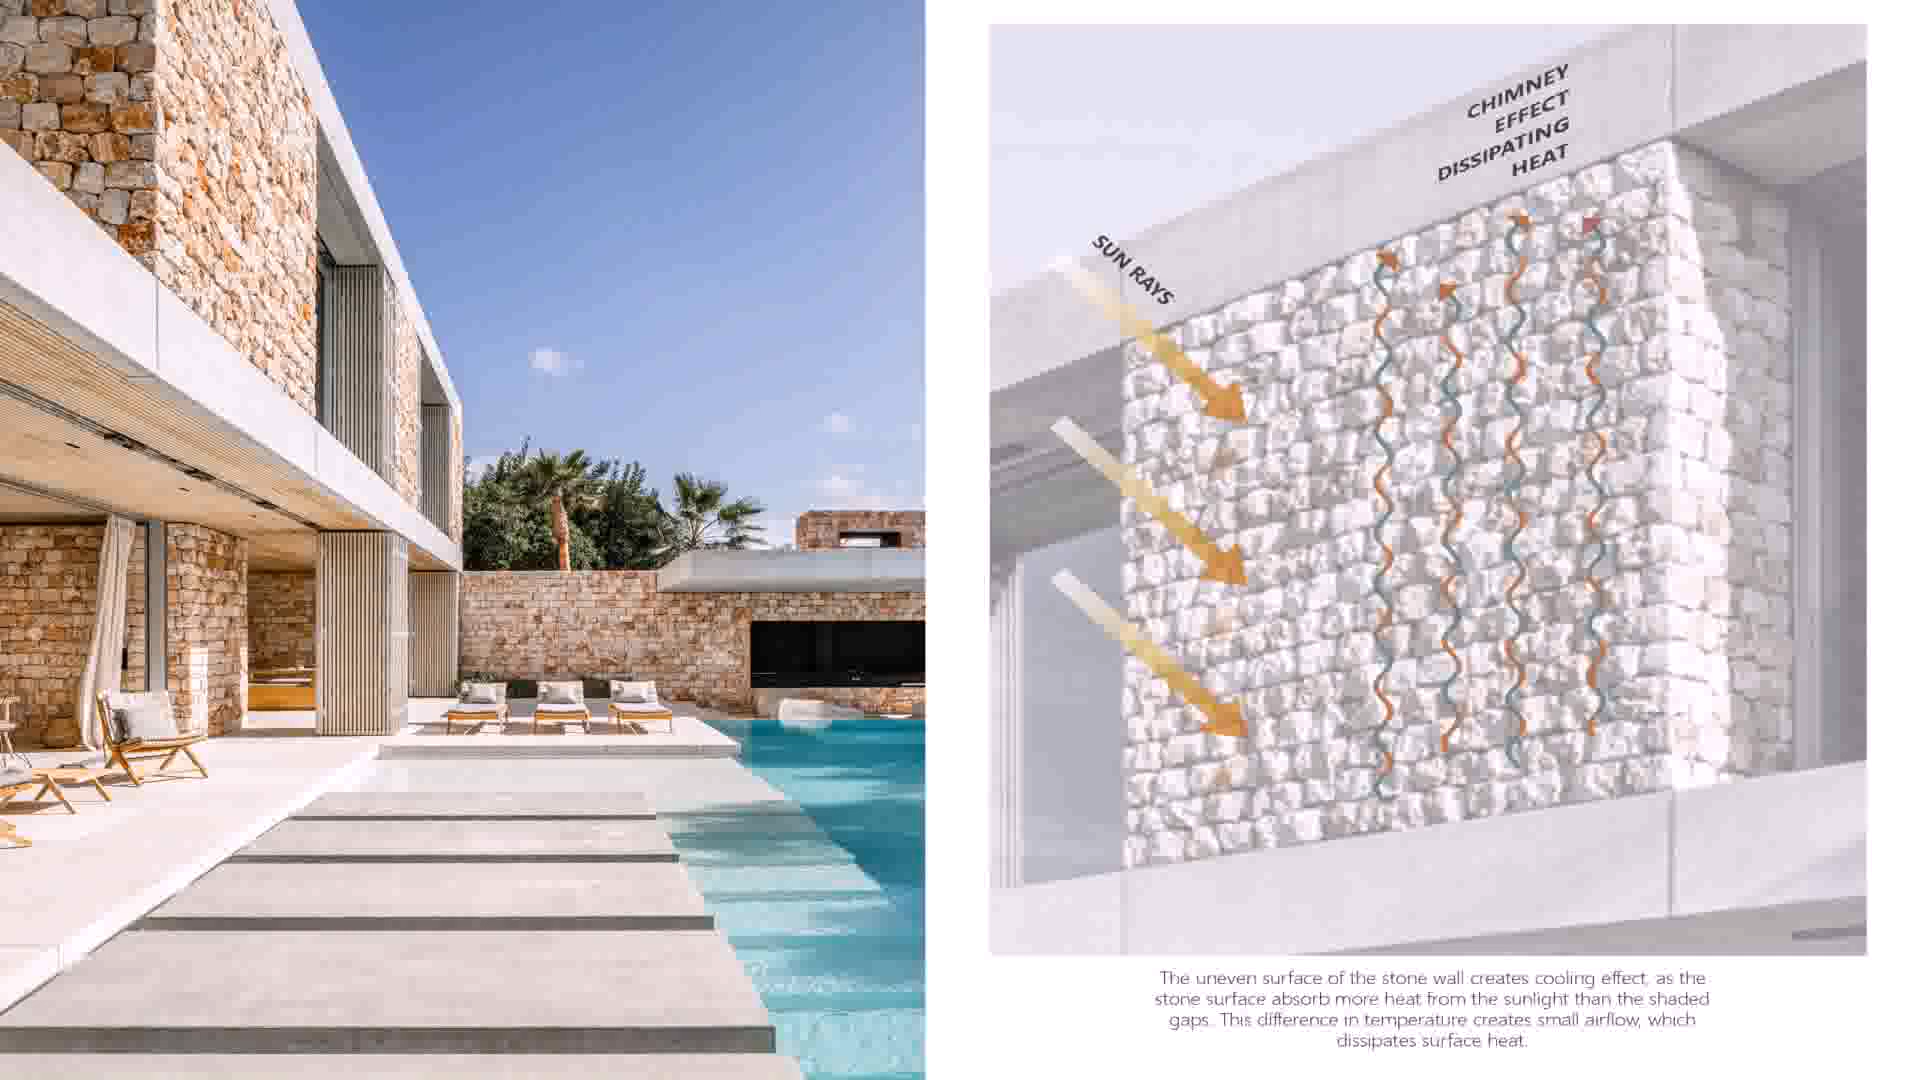 CHIMNEY
EFFECT
DISSIPATING
HEAT
SUN RAYS
The uneven surface of the stone wall creates cooling effect, as the
stone surface absorb more heat from the sunlight than the shaded
gaps. This difference in temperature creates small airflow, which
dissipates surface heat.